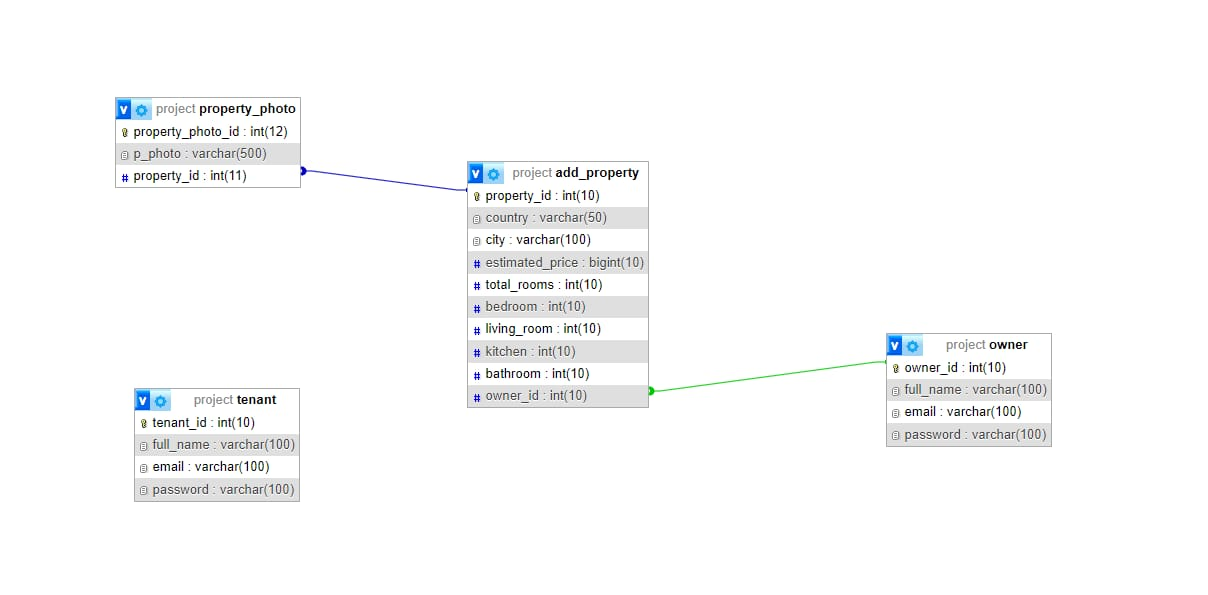 v project property_photo
property_photo_id : int(12)
p_photo : varchar(500)
# property_id : int(11)
v project add_property
property_id : int(10)
country : varchar(50)
city : varchar(100)
# estimated_price : bigint(10)
# total_rooms : int(10)
# bedroom : int(10)
# living_room : int(10)
# kitchen : int(10)
# bathroom : int(10)
# owner_id : int(10)
v project owner
owner_id : int(10)
full_name : varchar(100)
email : varchar(100)
password : varchar(100)
v project tenant
tenant_id : int(10)
full_name : varchar(100)
email : varchar(100)
password : varchar(100)